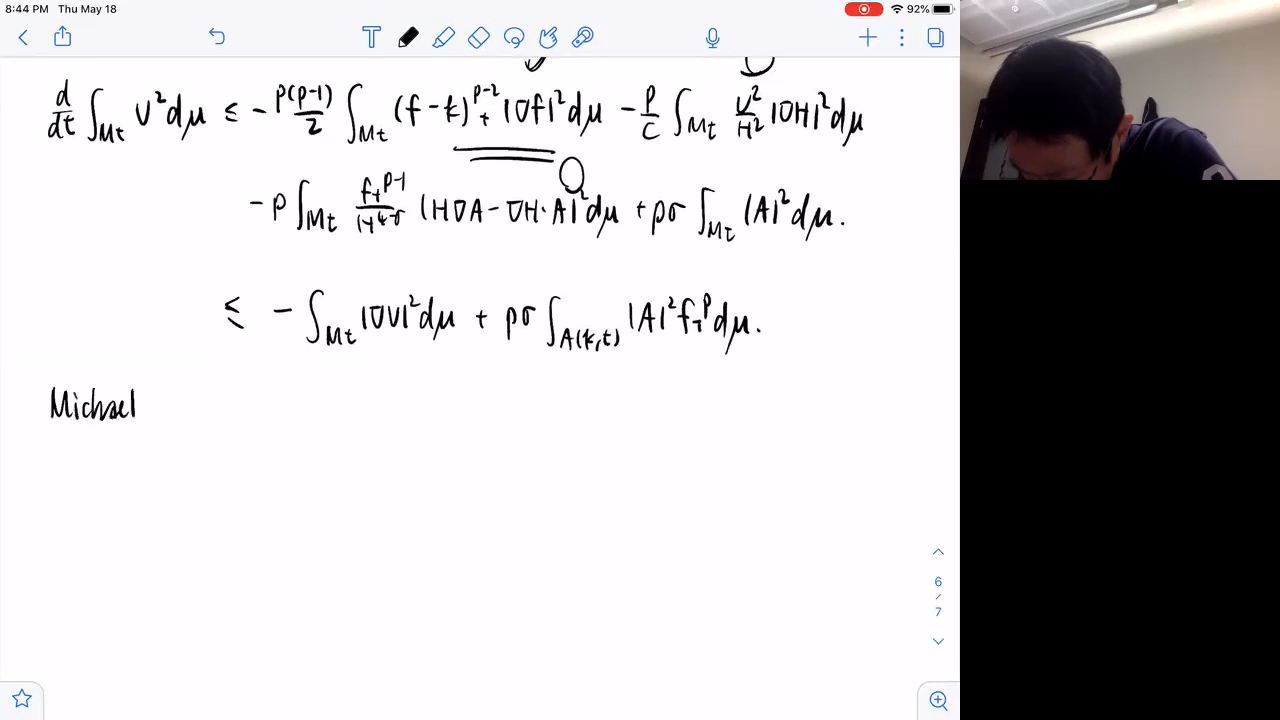 8:44 PM Thu May 18 92%
d/dt ∫_{Mt} v² dμ ≤ - p(p-1)/2 ∫_{Mt} (f-k)_+^{p-2} |∇f|² dμ - p/C ∫_{Mt} v²/H² |∇H|² dμ
- p ∫_{Mt} f_+^{p-1}/H^{4-σ} |H∇A - ∇H·A|² dμ + pσ ∫_{Mt} |A|² dμ.
≤ - ∫_{Mt} |∇v|² dμ + pσ ∫_{A(k,t)} |A|² f_+^p dμ.
Michael
6
/
7